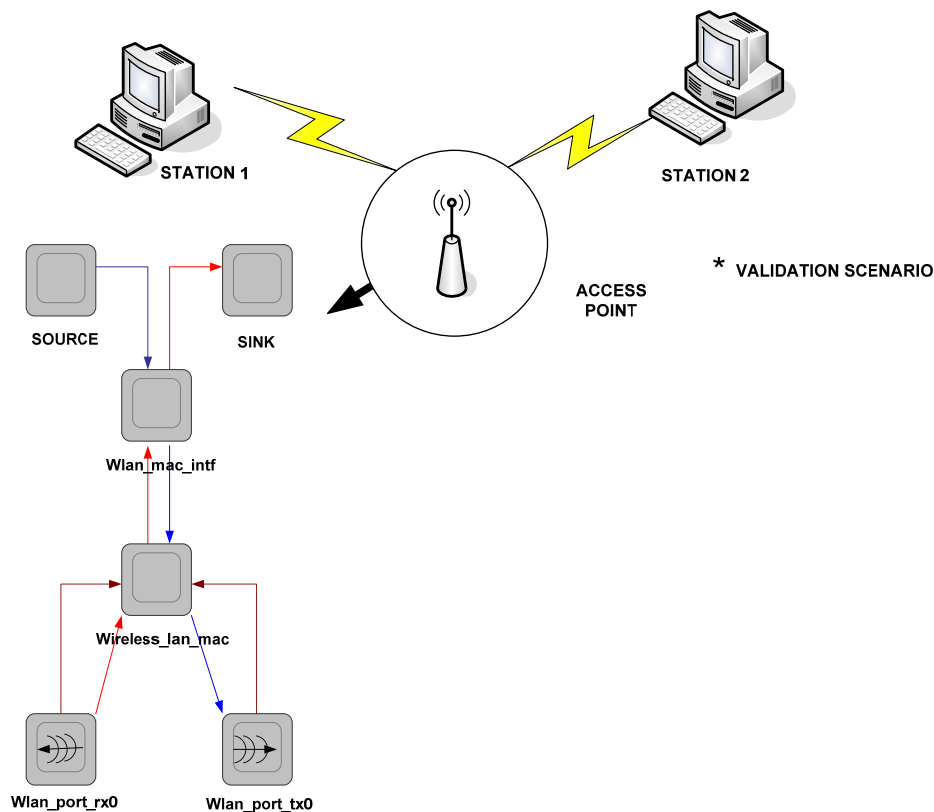 STATION 1
STATION 2
* VALIDATION SCENARIO
ACCESS
POINT
SOURCE
SINK
Wlan_mac_intf
Wireless_lan_mac
Wlan_port_rx0
Wlan_port_tx0